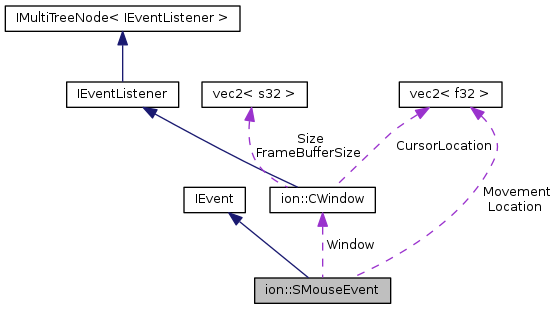 IMultiTreeNode< IEventListener >
IEventListener
vec2< s32 >
vec2< f32 >
Size
FrameBufferSize
CursorLocation
IEvent
ion::CWindow
Movement
Location
Window
ion::SMouseEvent